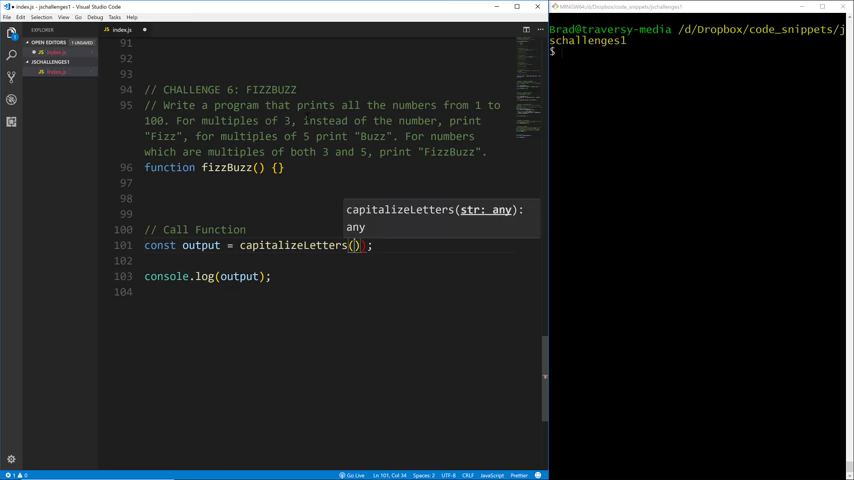 index.js - jschallenges1 - Visual Studio Code
File Edit Selection View Go Debug Tasks Help
EXPLORER
OPEN EDITORS 1 UNSAVED
JS index.js
JSCHALLENGES1
JS index.js
JS index.js
91
92
93
94 // CHALLENGE 6: FIZZBUZZ
95 // Write a program that prints all the numbers from 1 to
100. For multiples of 3, instead of the number, print
"Fizz", for multiples of 5 print "Buzz". For numbers
which are multiples of both 3 and 5, print "FizzBuzz".
96 function fizzBuzz() {}
97
98
99
capitalizeLetters(str: any):
any
100 // Call Function
101 const output = capitalizeLetters());
102
103 console.log(output);
104
1 0
Go Live Ln 101, Col 34 Spaces: 2 UTF-8 CRLF JavaScript Prettier
MINGW64:/d/Dropbox/code_snippets/jschallenges1
Brad@traversy-media /d/Dropbox/code_snippets/j
schallenges1
$